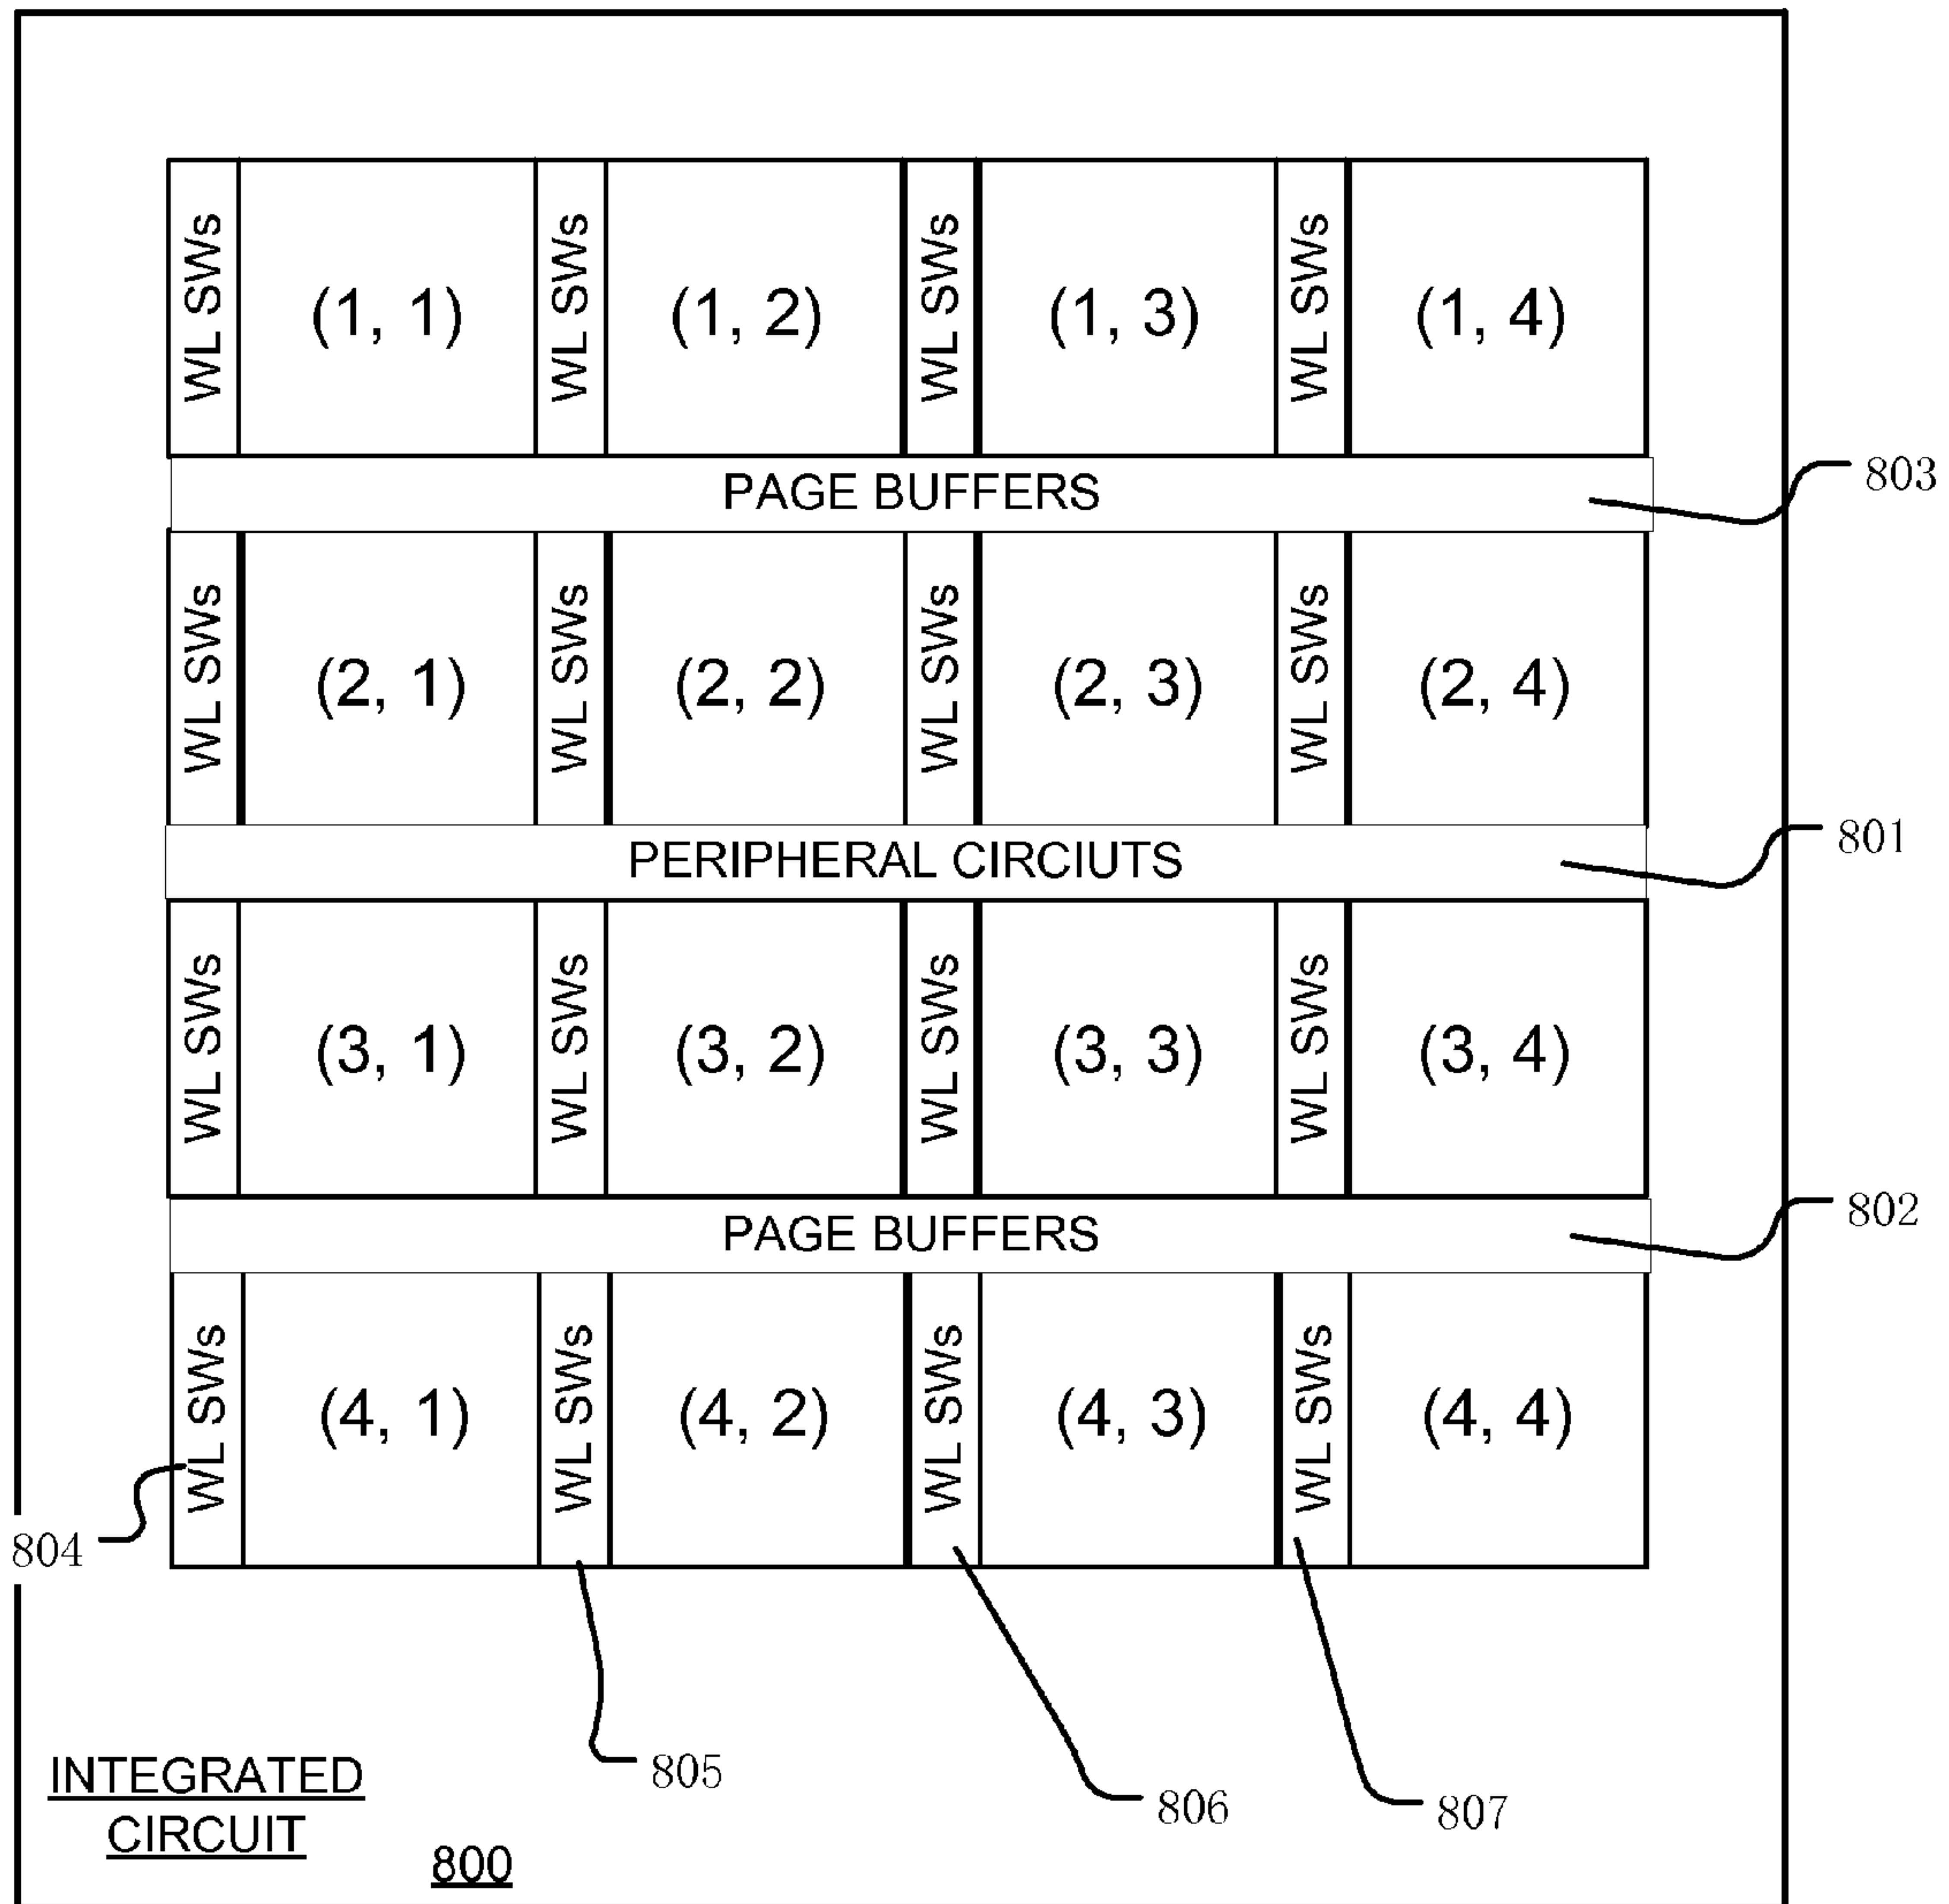 WL SWs (1, 1) WL SWs (1, 2) WL SWs (1, 3) WL SWs (1, 4)
PAGE BUFFERS
803
WL SWs (2, 1) WL SWs (2, 2) WL SWs (2, 3) WL SWs (2, 4)
PERIPHERAL CIRCIUTS
801
WL SWs (3, 1) WL SWs (3, 2) WL SWs (3, 3) WL SWs (3, 4)
PAGE BUFFERS
802
WL SWs (4, 1) WL SWs (4, 2) WL SWs (4, 3) WL SWs (4, 4)
804
805
806
807
INTEGRATED
CIRCUIT
800